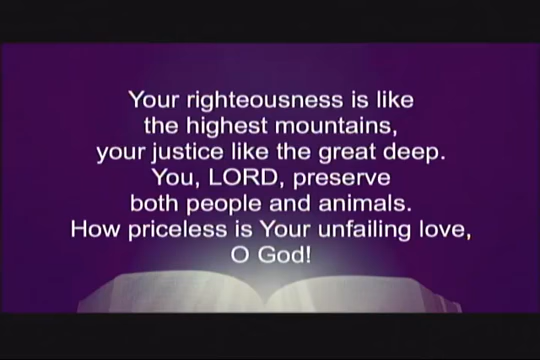 Your righteousness is like
the highest mountains,
your justice like the great deep.
You, LORD, preserve
both people and animals.
How priceless is Your unfailing love,
O God!